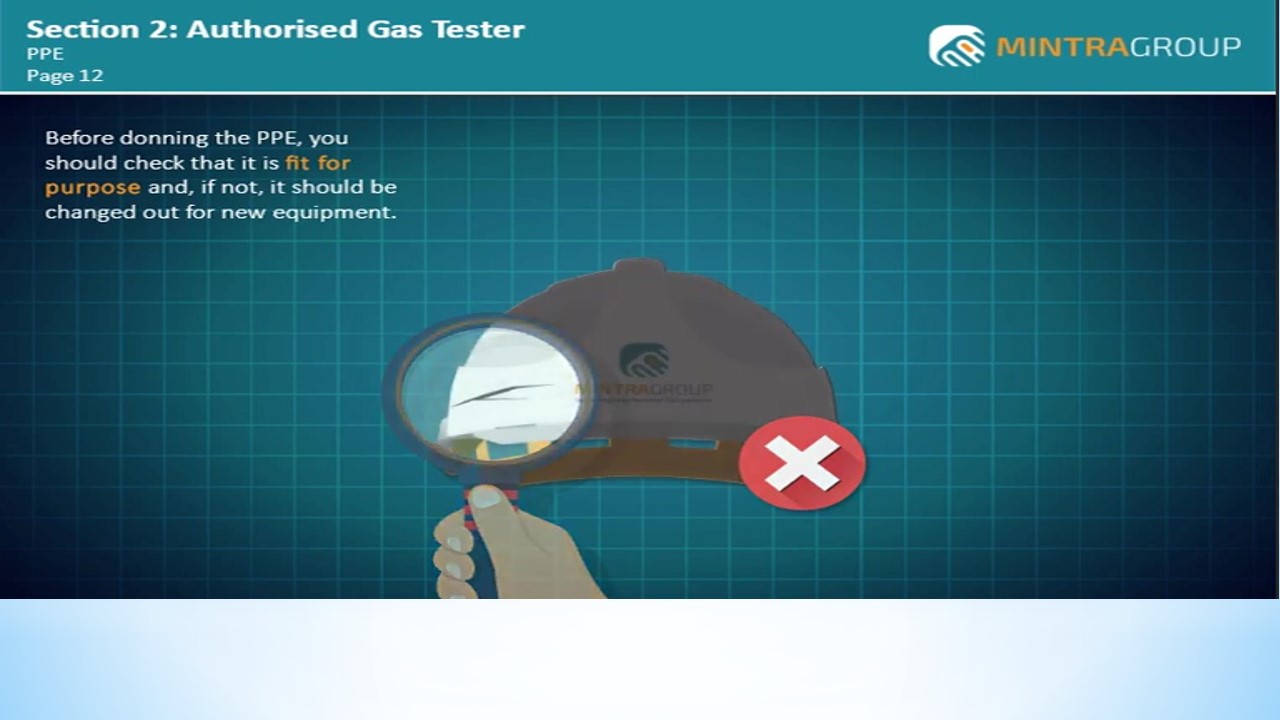 Section 2: Authorised Gas Tester
PPE
Page 12
MINTRAGROUP
Before donning the PPE, you
should check that it is fit for
purpose and, if not, it should be
changed out for new equipment.
MINTRAGROUP